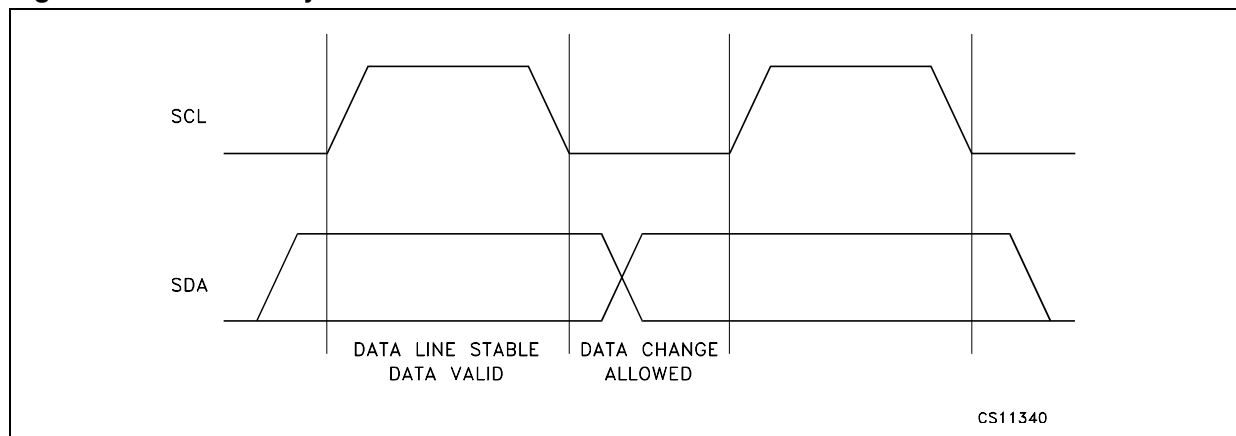 SCL
SDA
DATA LINE STABLE
DATA VALID
DATA CHANGE
ALLOWED
CS11340